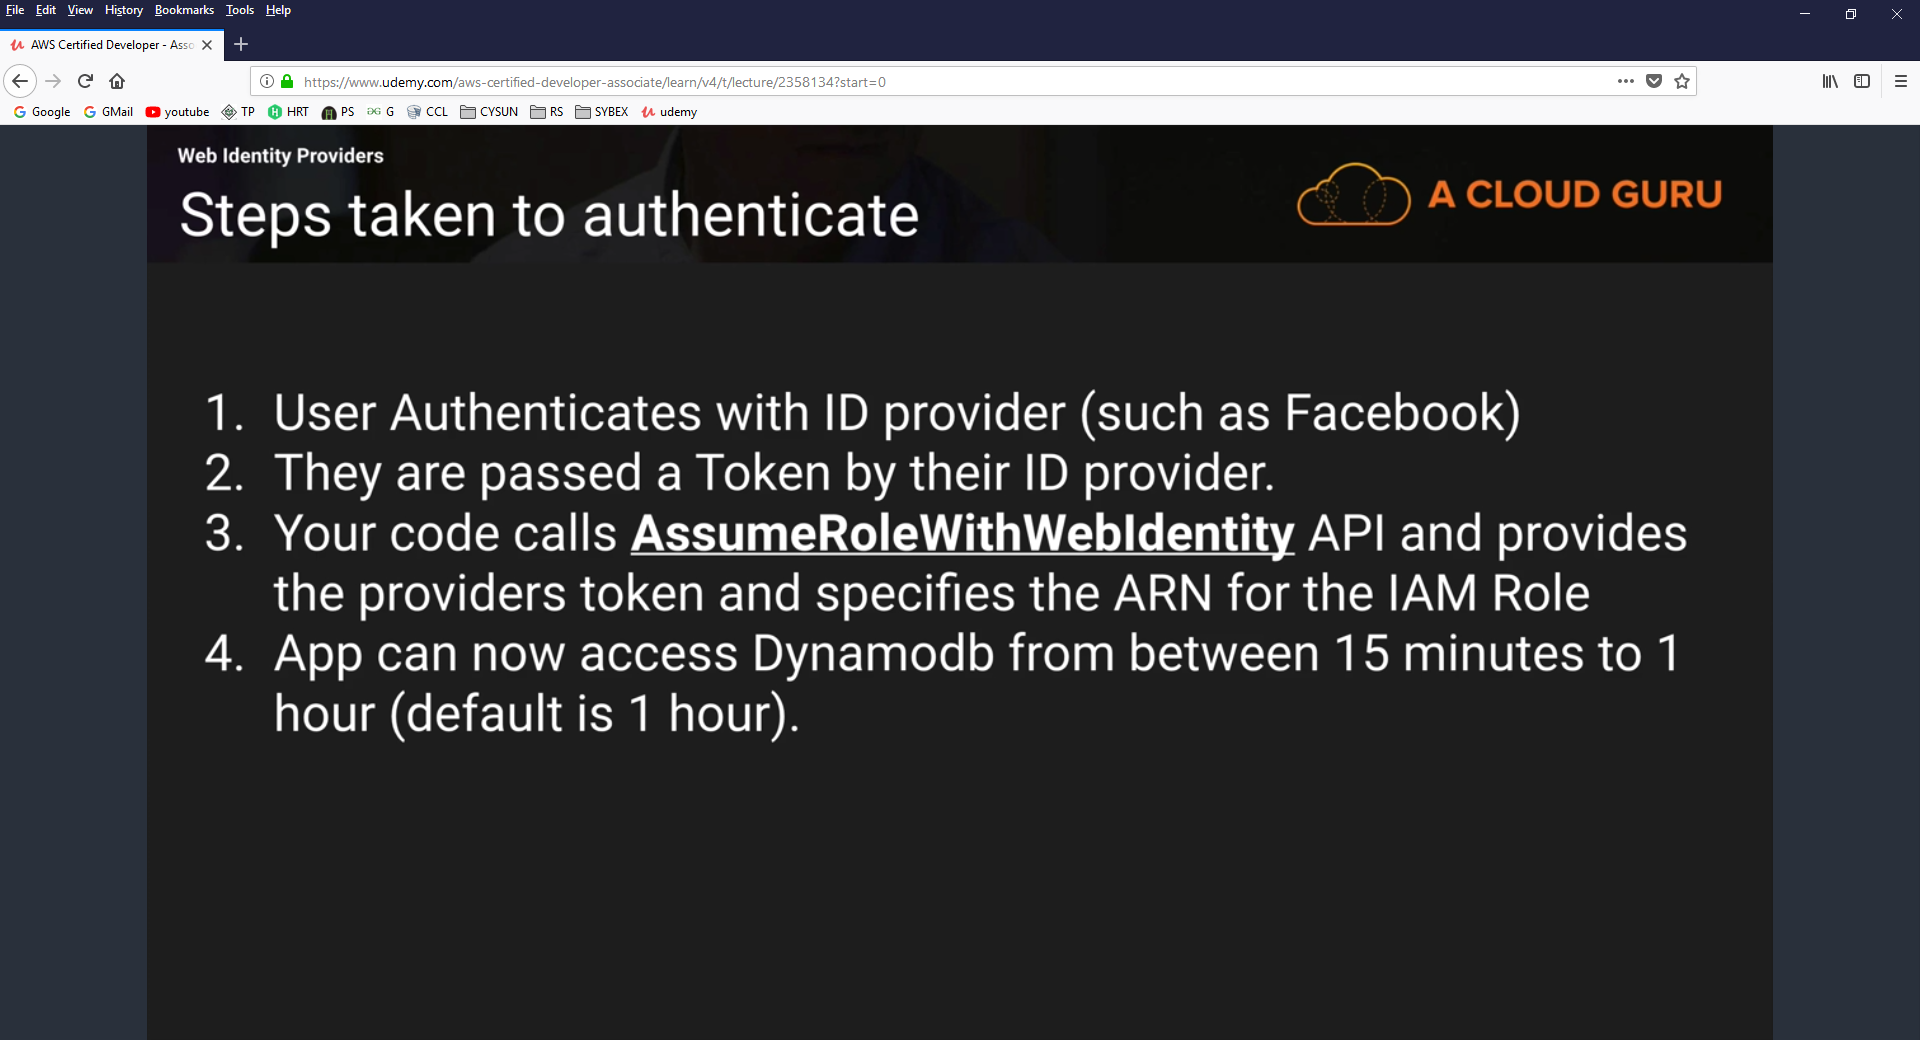 File Edit View History Bookmarks Tools Help
AWS Certified Developer - Asso
https://www.udemy.com/aws-certified-developer-associate/learn/v4/t/lecture/2358134?start=0
Google GMail youtube TP HRT PS G CCL CYSUN RS SYBEX udemy
Web Identity Providers
Steps taken to authenticate
A CLOUD GURU
1. User Authenticates with ID provider (such as Facebook)
2. They are passed a Token by their ID provider.
3. Your code calls AssumeRoleWithWebIdentity API and provides
the providers token and specifies the ARN for the IAM Role
4. App can now access Dynamodb from between 15 minutes to 1
hour (default is 1 hour).